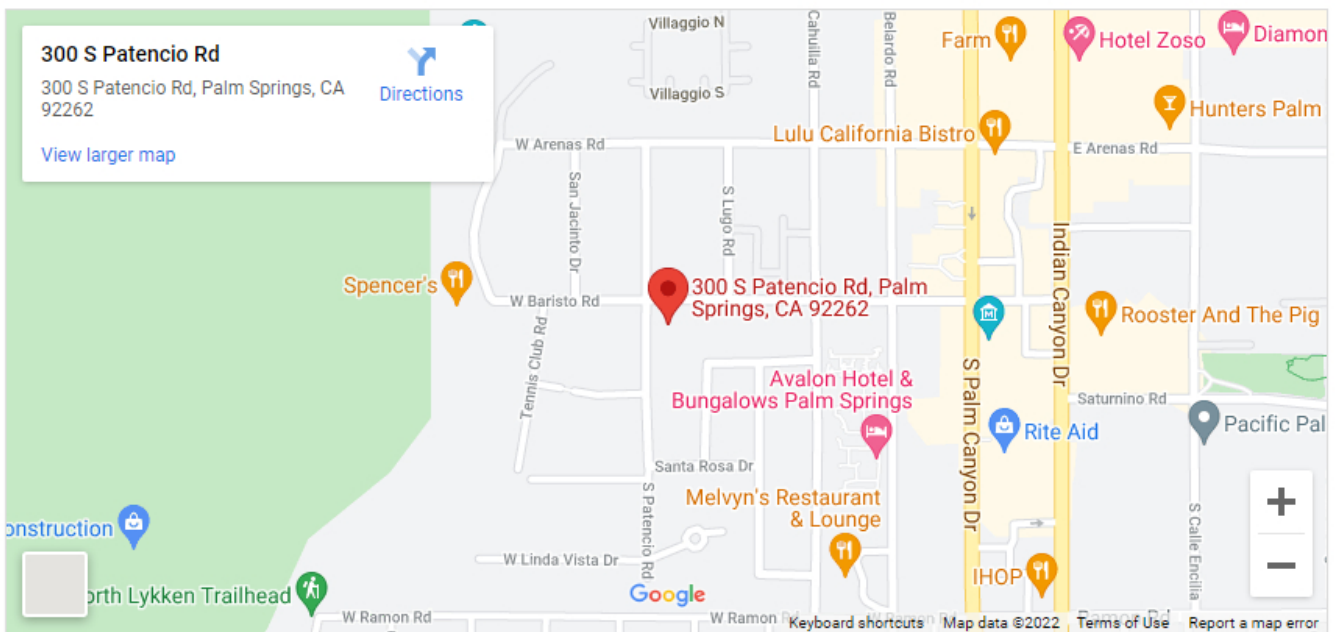 300 S Patencio Rd
300 S Patencio Rd, Palm Springs, CA
92262
Directions
View larger map
Villaggio N
Villaggio S
Cahuilla Rd
Belardo Rd
Farm
Hotel Zoso
Diamon
Hunters Palm
Lulu California Bistro
W Arenas Rd
E Arenas Rd
San Jacinto Dr
S Lugo Rd
Indian Canyon Dr
Spencer's
W Baristo Rd
300 S Patencio Rd, Palm
Springs, CA 92262
Rooster And The Pig
Tennis Club Rd
Avalon Hotel &
Bungalows Palm Springs
S Palm Canyon Dr
Saturnino Rd
Rite Aid
Pacific Pal
Santa Rosa Dr
S Patencio Rd
Melvyn's Restaurant
& Lounge
S Calle Encilia
onstruction
W Linda Vista Dr
IHOP
orth Lykken Trailhead
Google
W Ramon Rd
W Ramon R
W Ramon Rd
Ramon Rd
Keyboard shortcuts
Map data ©2022
Terms of Use
Report a map error